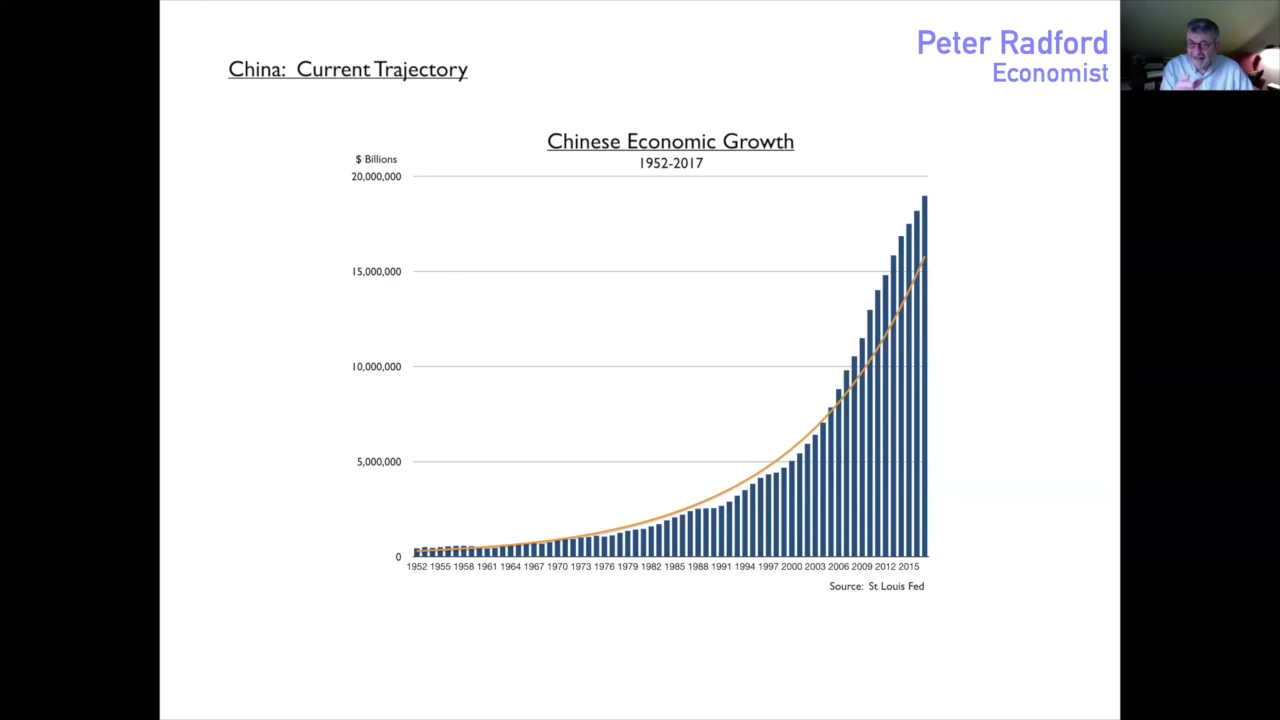 Peter Radford
Economist
China: Current Trajectory
Chinese Economic Growth
1952-2017
$ Billions
20,000,000
15,000,000
10,000,000
5,000,000
0
1952 1955 1958 1961 1964 1967 1970 1973 1976 1979 1982 1985 1988 1991 1994 1997 2000 2003 2006 2009 2012 2015
Source: St Louis Fed